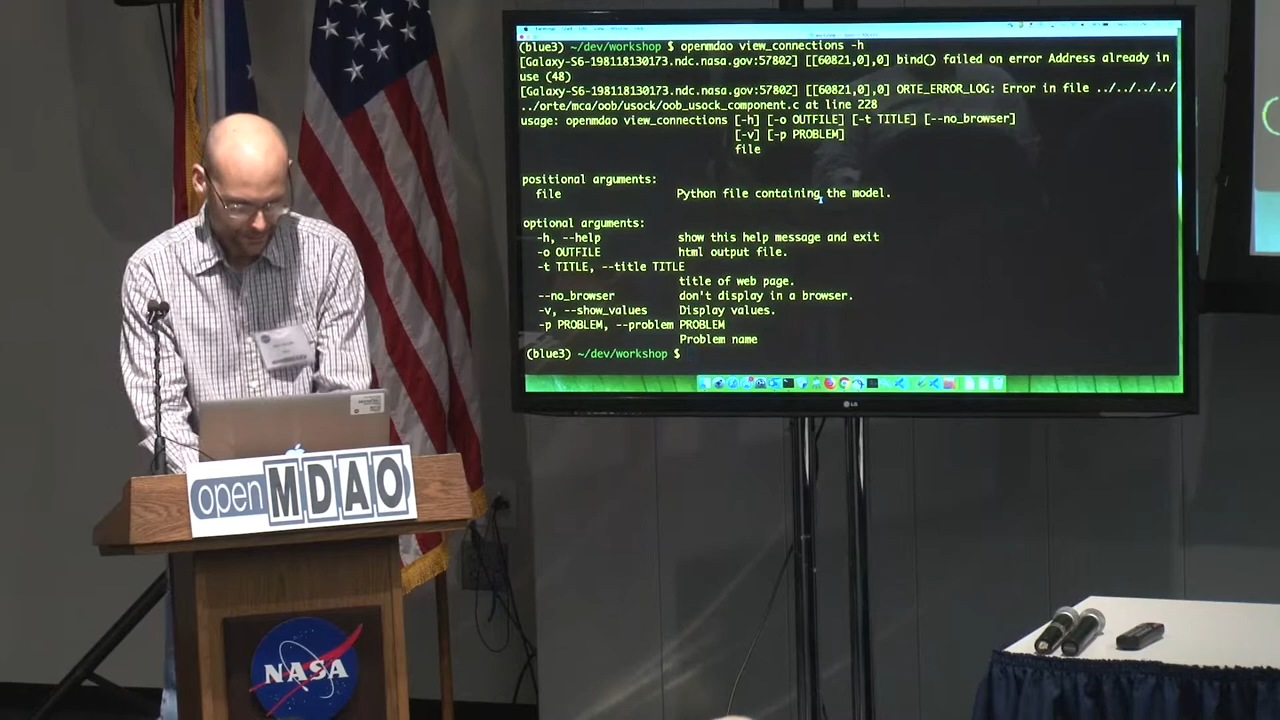 (blue3) ~/dev/workshop $ openmdao view_connections -h
[Galaxy-S6-198118130173.ndc.nasa.gov:57802] [[60821,0],0] bind() failed on error Address already in
use (48)
[Galaxy-S6-198118130173.ndc.nasa.gov:57802] [[60821,0],0] ORTE_ERROR_LOG: Error in file ../../../../
../orte/mca/oob/usock/oob_usock_component.c at line 228
usage: openmdao view_connections [-h] [-o OUTFILE] [-t TITLE] [--no_browser]
[-v] [-p PROBLEM]
file
positional arguments:
file Python file containing the model.
optional arguments:
-h, --help show this help message and exit
-o OUTFILE html output file.
-t TITLE, --title TITLE
title of web page.
--no_browser don't display in a browser.
-v, --show_values Display values.
-p PROBLEM, --problem PROBLEM
Problem name
(blue3) ~/dev/workshop $
LG
openMDAO
NASA